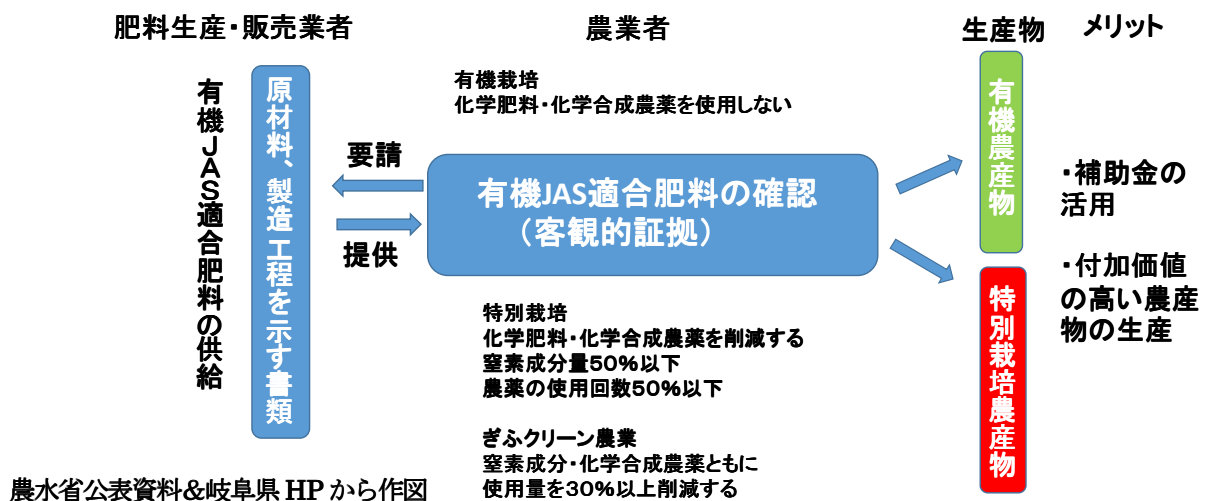 肥料生産・販売業者
農業者
生産物
メリット
有機JAS適合肥料の供給
原材料、製造工程を示す書類
要請
提供
有機栽培
化学肥料・化学合成農薬を使用しない
有機JAS適合肥料の確認
（客観的証拠）
特別栽培
化学肥料・化学合成農薬を削減する
窒素成分量50%以下
農薬の使用回数50%以下
ぎふクリーン農業
窒素成分・化学合成農薬ともに
使用量を30%以上削減する
有機農産物
特別栽培農産物
・補助金の
活用
・付加価値
の高い農産
物の生産
農水省公表資料&岐阜県 HP から作図